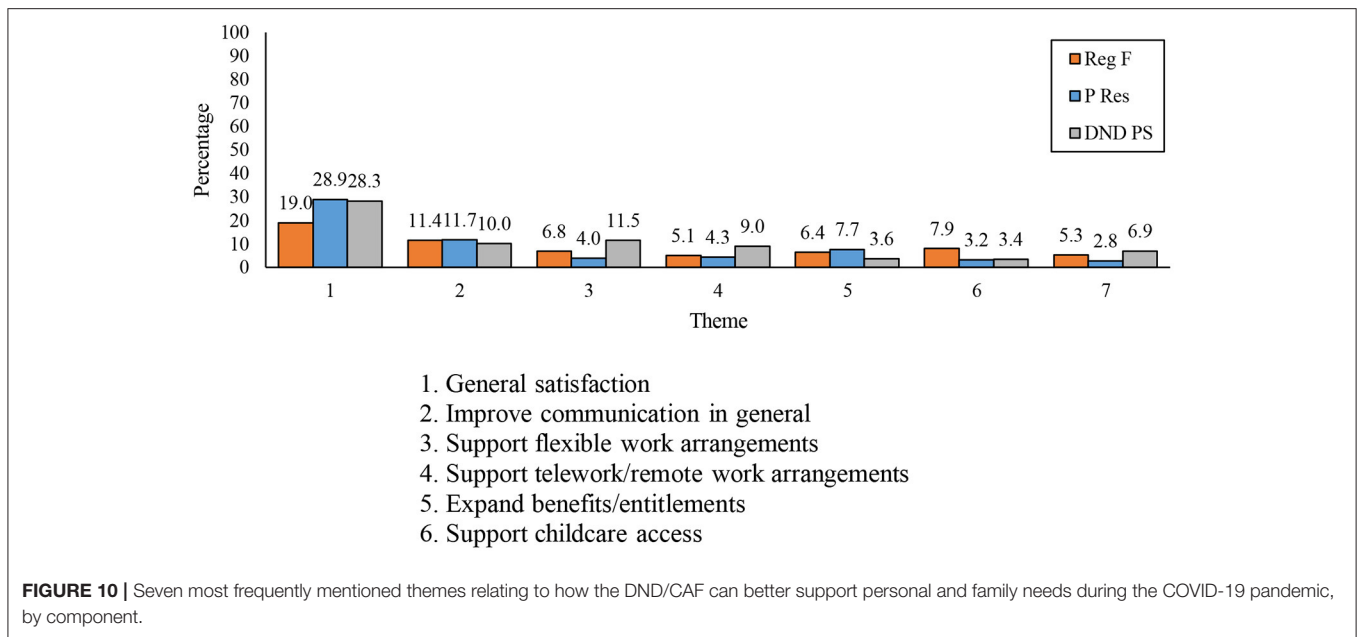 100
90
80
70
60
50
40
30
20
10
0
Percentage
Reg F
P Res
DND PS
19.0 28.9 28.3
11.4 11.7 10.0
6.8 4.0 11.5
5.1 4.3 9.0
6.4 7.7 3.6
7.9 3.2 3.4
5.3 2.8 6.9
1 2 3 4 5 6 7
Theme
1. General satisfaction
2. Improve communication in general
3. Support flexible work arrangements
4. Support telework/remote work arrangements
5. Expand benefits/entitlements
6. Support childcare access
FIGURE 10 | Seven most frequently mentioned themes relating to how the DND/CAF can better support personal and family needs during the COVID-19 pandemic,
by component.